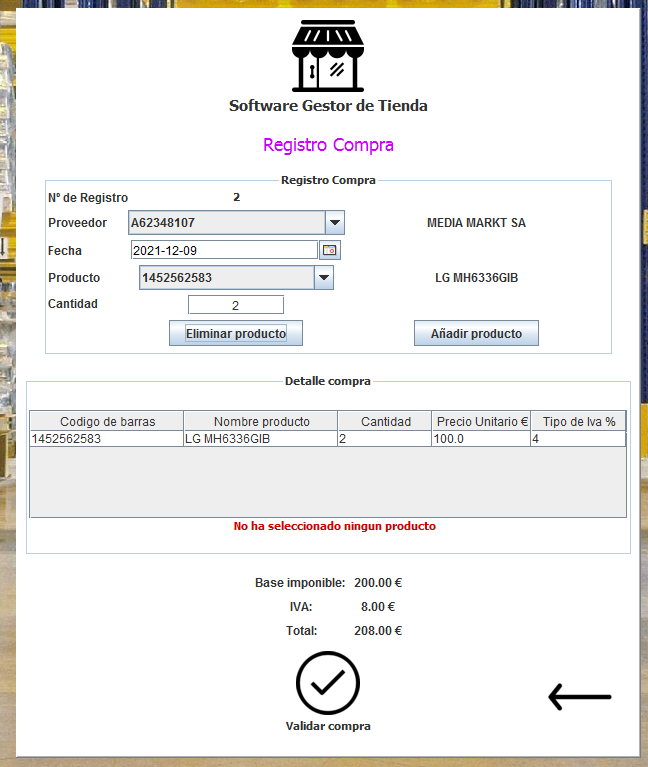 Software Gestor de Tienda
Registro Compra
Registro Compra
Nº de Registro 2
Proveedor A62348107 MEDIA MARKT SA
Fecha 2021-12-09
Producto 1452562583 LG MH6336GIB
Cantidad 2
Eliminar producto Añadir producto
Detalle compra
Codigo de barras Nombre producto Cantidad Precio Unitario € Tipo de Iva %
1452562583 LG MH6336GIB 2 100.0 4
No ha seleccionado ningun producto
Base imponible: 200.00 €
IVA: 8.00 €
Total: 208.00 €
Validar compra